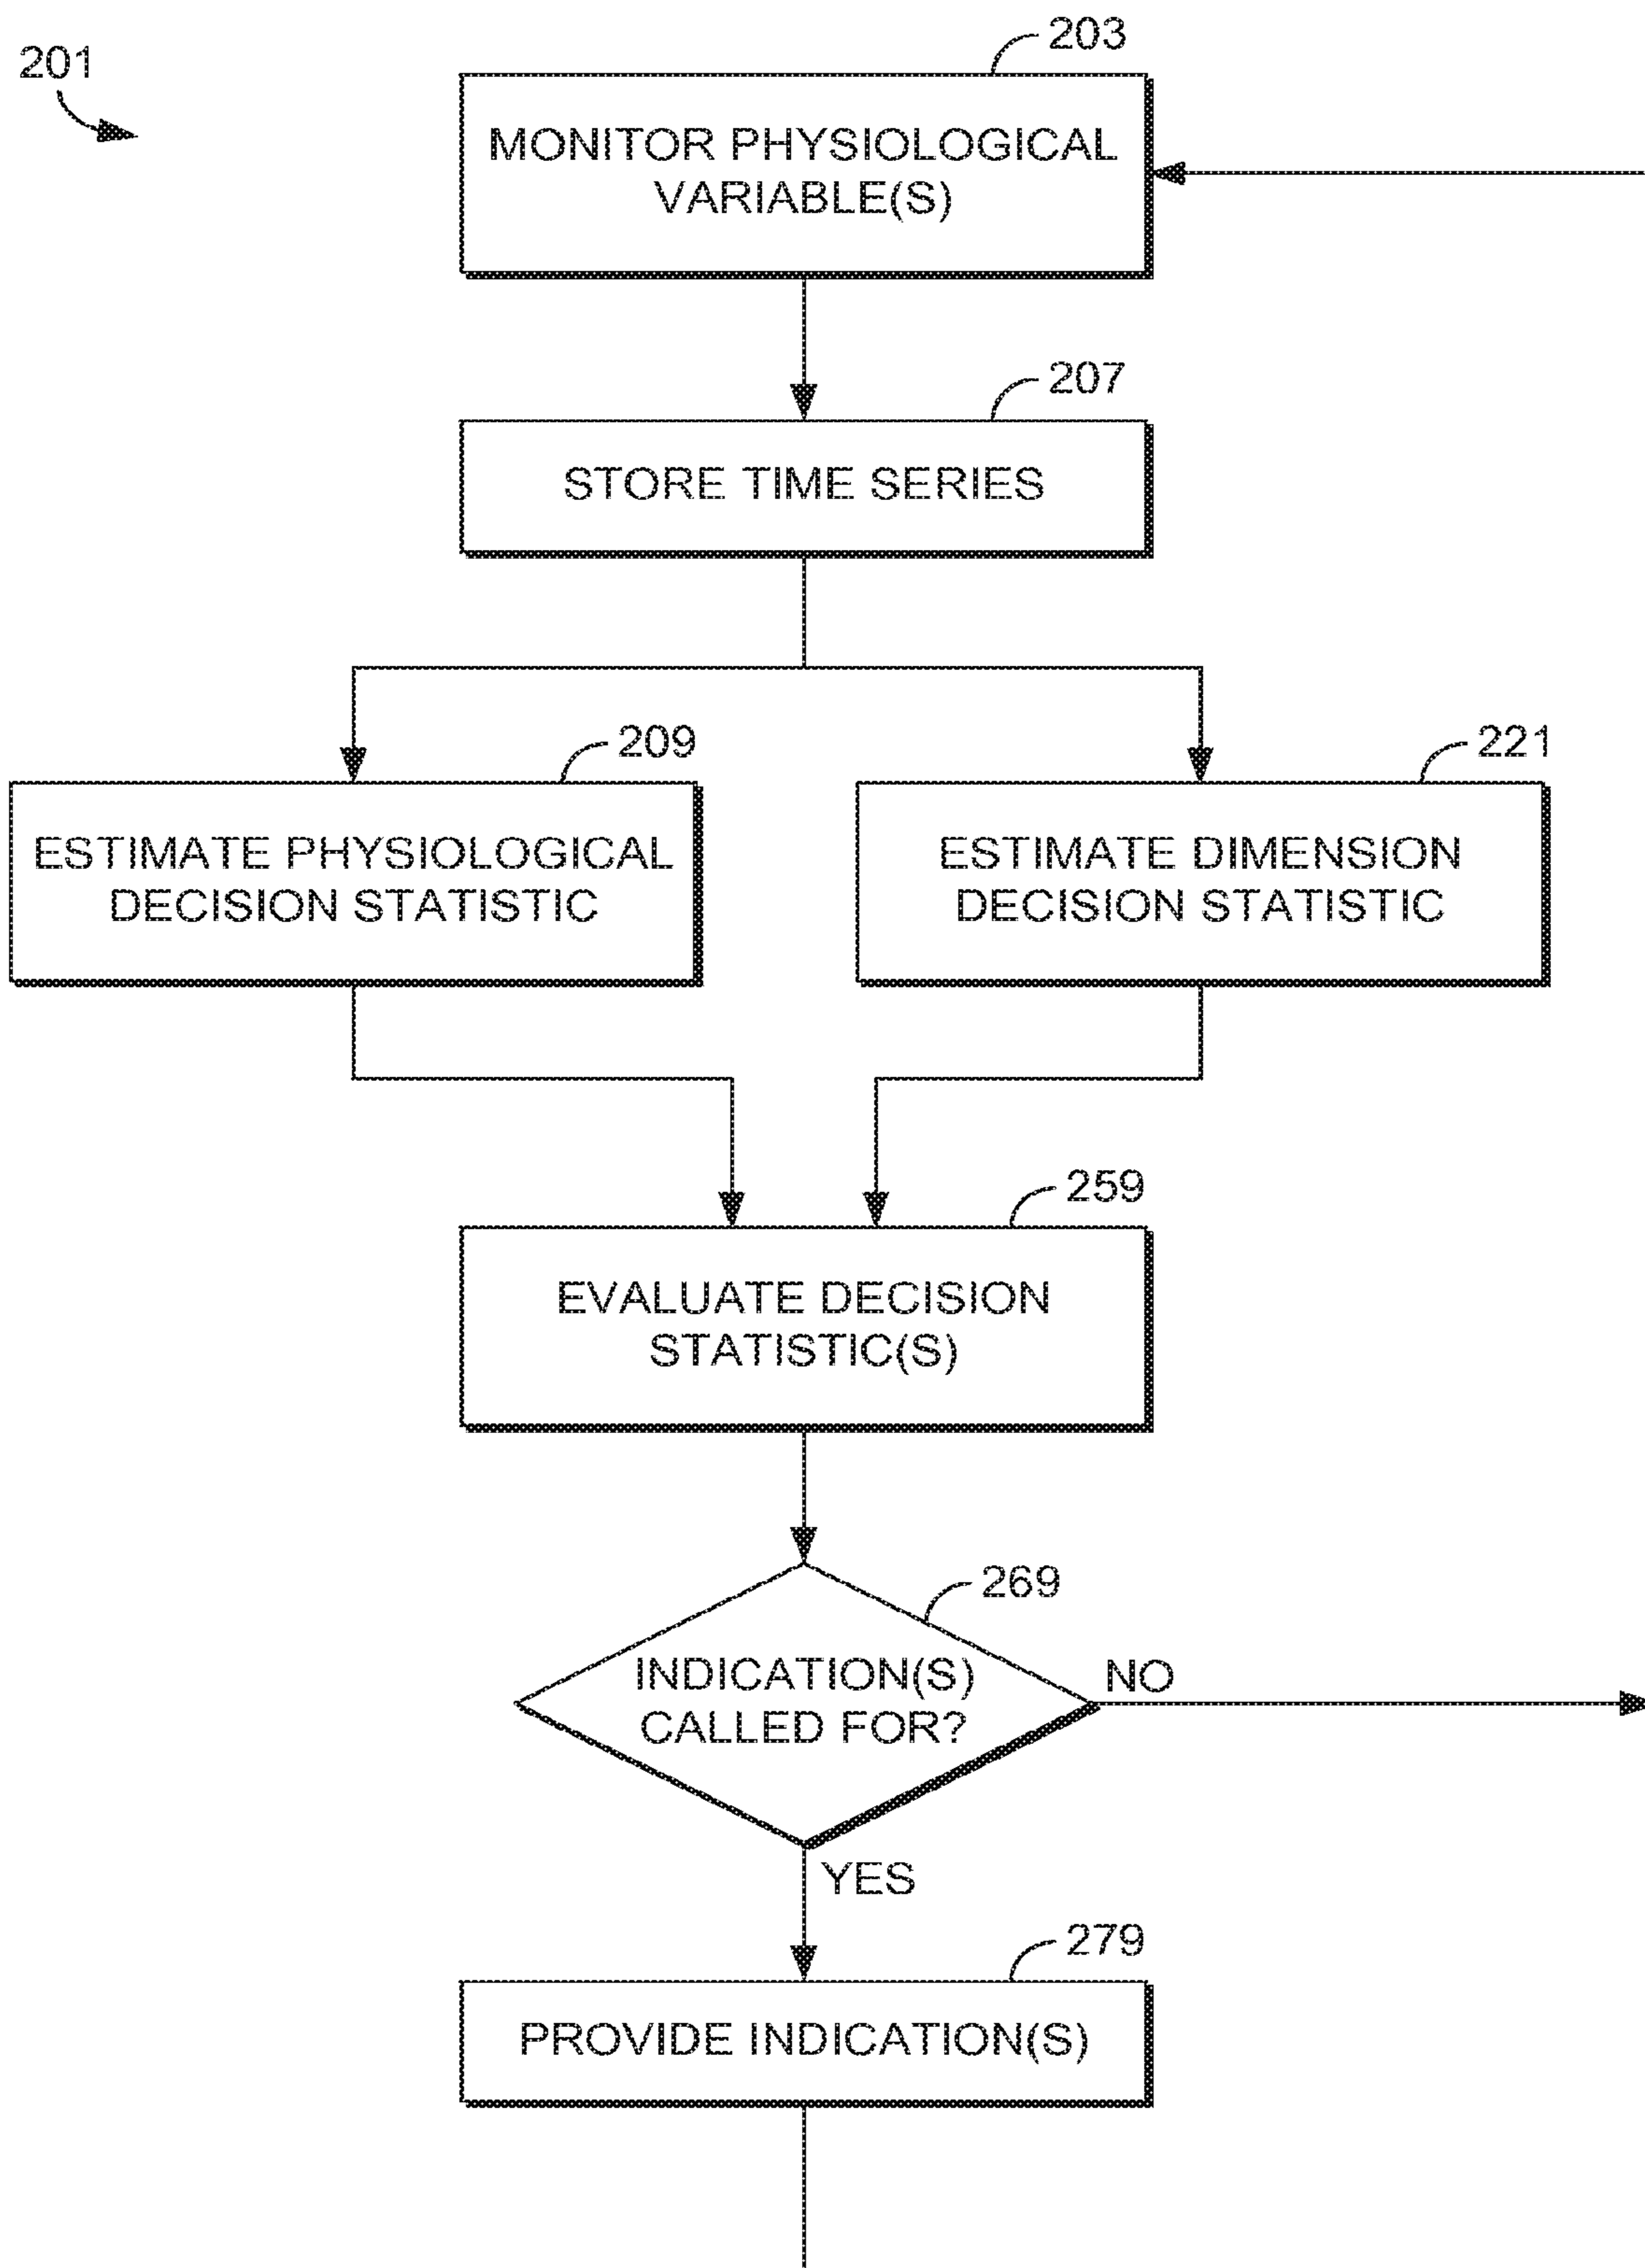 201
203
MONITOR PHYSIOLOGICAL
VARIABLE(S)
207
STORE TIME SERIES
209
ESTIMATE PHYSIOLOGICAL
DECISION STATISTIC
221
ESTIMATE DIMENSION
DECISION STATISTIC
259
EVALUATE DECISION
STATISTIC(S)
269
INDICATION(S)
CALLED FOR?
NO
YES
279
PROVIDE INDICATION(S)